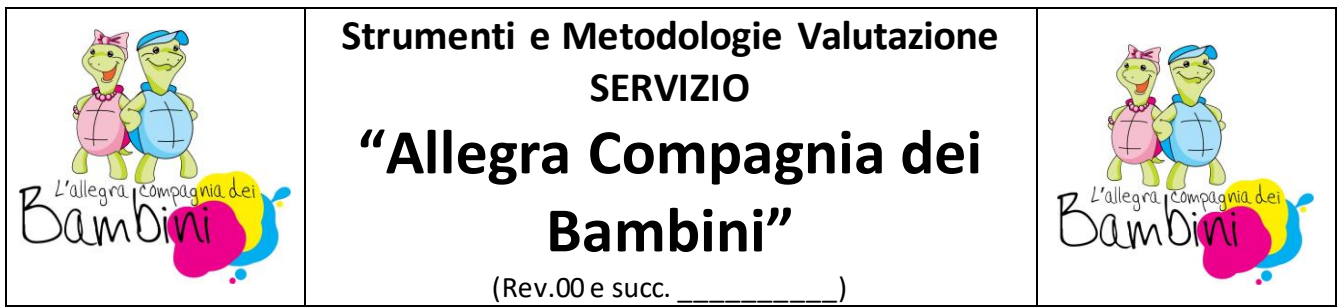 L'allegra compagnia dei
Bambini
Strumenti e Metodologie Valutazione
SERVIZIO
“Allegra Compagnia dei
Bambini”
(Rev.00 e succ. __________)
L'allegra compagnia dei
Bambini